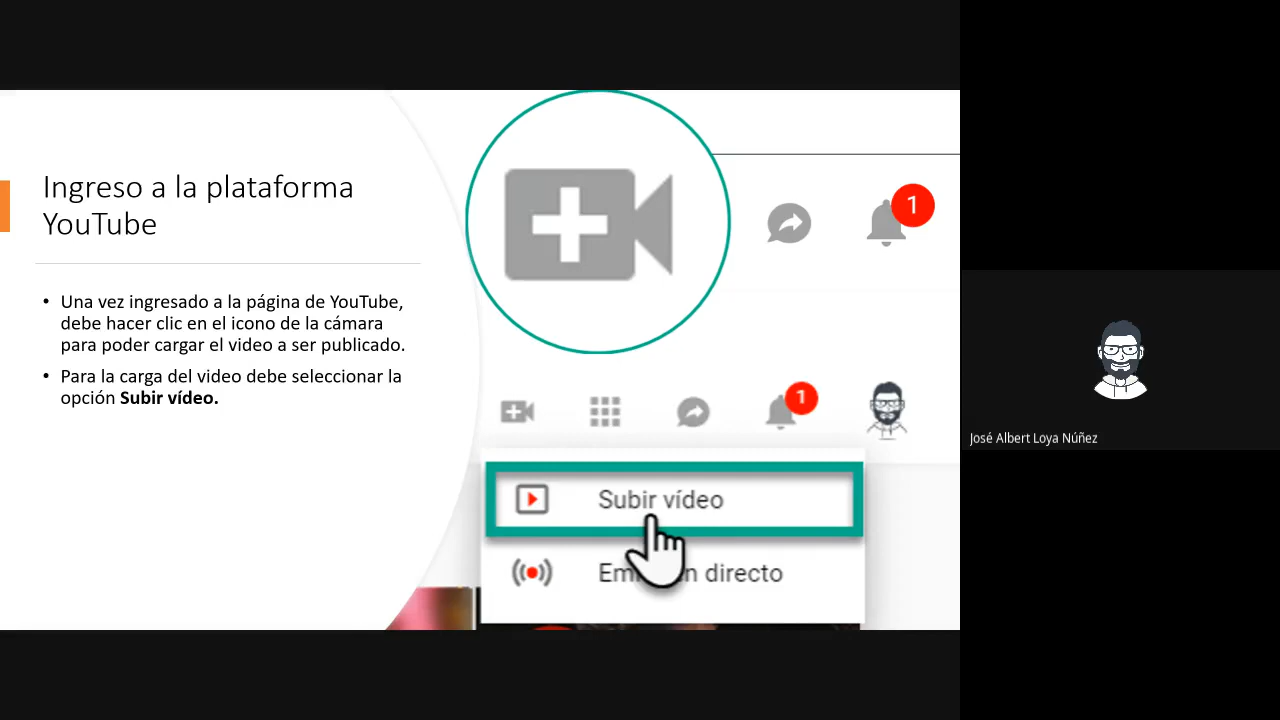 Ingreso a la plataforma
YouTube
• Una vez ingresado a la página de YouTube,
debe hacer clic en el icono de la cámara
para poder cargar el video a ser publicado.
• Para la carga del video debe seleccionar la
opción Subir vídeo.
1
1
Subir vídeo
directo
José Albert Loya Núñez